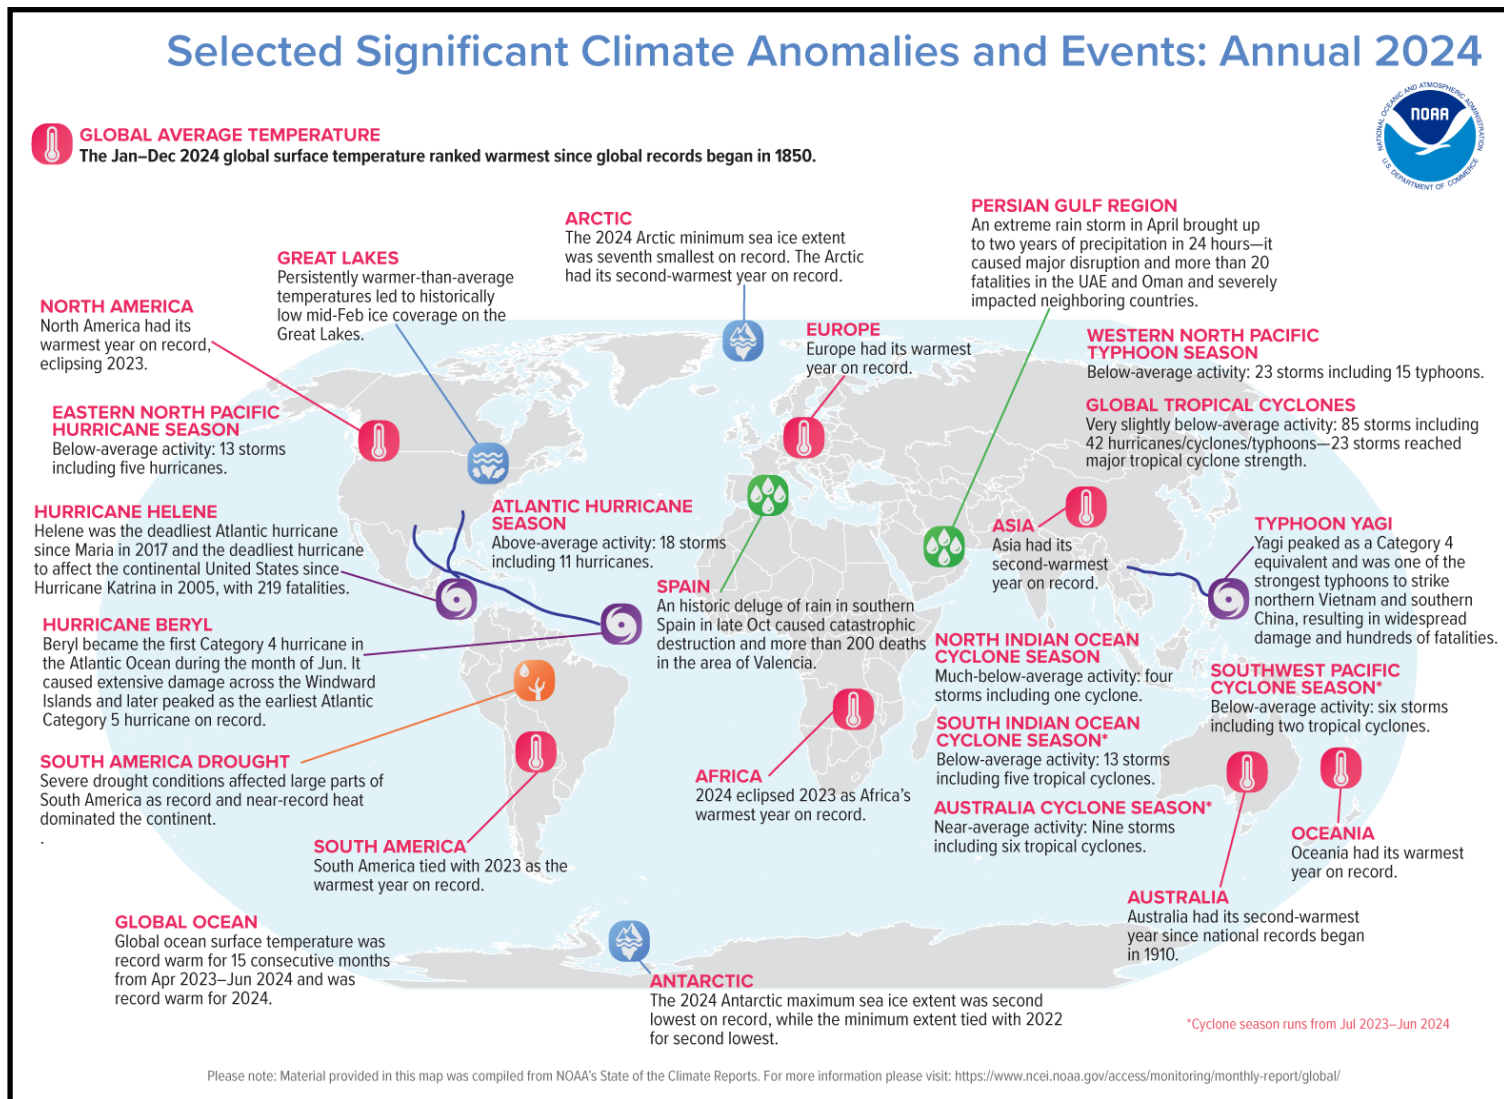 Selected Significant Climate Anomalies and Events: Annual 2024
NATIONAL OCEANIC AND ATMOSPHERIC ADMINISTRATION
NOAA
U.S. DEPARTMENT OF COMMERCE
GLOBAL AVERAGE TEMPERATURE
The Jan–Dec 2024 global surface temperature ranked warmest since global records began in 1850.
ARCTIC
The 2024 Arctic minimum sea ice extent
was seventh smallest on record. The Arctic
had its second-warmest year on record.
PERSIAN GULF REGION
An extreme rain storm in April brought up
to two years of precipitation in 24 hours—it
caused major disruption and more than 20
fatalities in the UAE and Oman and severely
impacted neighboring countries.
GREAT LAKES
Persistently warmer-than-average
temperatures led to historically
low mid-Feb ice coverage on the
Great Lakes.
NORTH AMERICA
North America had its
warmest year on record,
eclipsing 2023.
EUROPE
Europe had its warmest
year on record.
WESTERN NORTH PACIFIC
TYPHOON SEASON
Below-average activity: 23 storms including 15 typhoons.
EASTERN NORTH PACIFIC
HURRICANE SEASON
Below-average activity: 13 storms
including five hurricanes.
GLOBAL TROPICAL CYCLONES
Very slightly below-average activity: 85 storms including
42 hurricanes/cyclones/typhoons—23 storms reached
major tropical cyclone strength.
HURRICANE HELENE
Helene was the deadliest Atlantic hurricane
since Maria in 2017 and the deadliest hurricane
to affect the continental United States since
Hurricane Katrina in 2005, with 219 fatalities.
ATLANTIC HURRICANE
SEASON
Above-average activity: 18 storms
including 11 hurricanes.
ASIA
Asia had its
second-warmest
year on record.
TYPHOON YAGI
Yagi peaked as a Category 4
equivalent and was one of the
strongest typhoons to strike
northern Vietnam and southern
China, resulting in widespread
damage and hundreds of fatalities.
SPAIN
An historic deluge of rain in southern
Spain in late Oct caused catastrophic
destruction and more than 200 deaths
in the area of Valencia.
HURRICANE BERYL
Beryl became the first Category 4 hurricane in
the Atlantic Ocean during the month of Jun. It
caused extensive damage across the Windward
Islands and later peaked as the earliest Atlantic
Category 5 hurricane on record.
NORTH INDIAN OCEAN
CYCLONE SEASON
Much-below-average activity: four
storms including one cyclone.
SOUTHWEST PACIFIC
CYCLONE SEASON*
Below-average activity: six storms
including two tropical cyclones.
SOUTH INDIAN OCEAN
CYCLONE SEASON*
Below-average activity: 13 storms
including five tropical cyclones.
SOUTH AMERICA DROUGHT
Severe drought conditions affected large parts of
South America as record and near-record heat
dominated the continent.
.
AFRICA
2024 eclipsed 2023 as Africa's
warmest year on record.
AUSTRALIA CYCLONE SEASON*
Near-average activity: Nine storms
including six tropical cyclones.
SOUTH AMERICA
South America tied with 2023 as the
warmest year on record.
OCEANIA
Oceania had its warmest
year on record.
AUSTRALIA
Australia had its second-warmest
year since national records began
in 1910.
GLOBAL OCEAN
Global ocean surface temperature was
record warm for 15 consecutive months
from Apr 2023–Jun 2024 and was
record warm for 2024.
ANTARCTIC
The 2024 Antarctic maximum sea ice extent was second
lowest on record, while the minimum extent tied with 2022
for second lowest.
*Cyclone season runs from Jul 2023–Jun 2024
Please note: Material provided in this map was compiled from NOAA's State of the Climate Reports. For more information please visit: https://www.ncei.noaa.gov/access/monitoring/monthly-report/global/